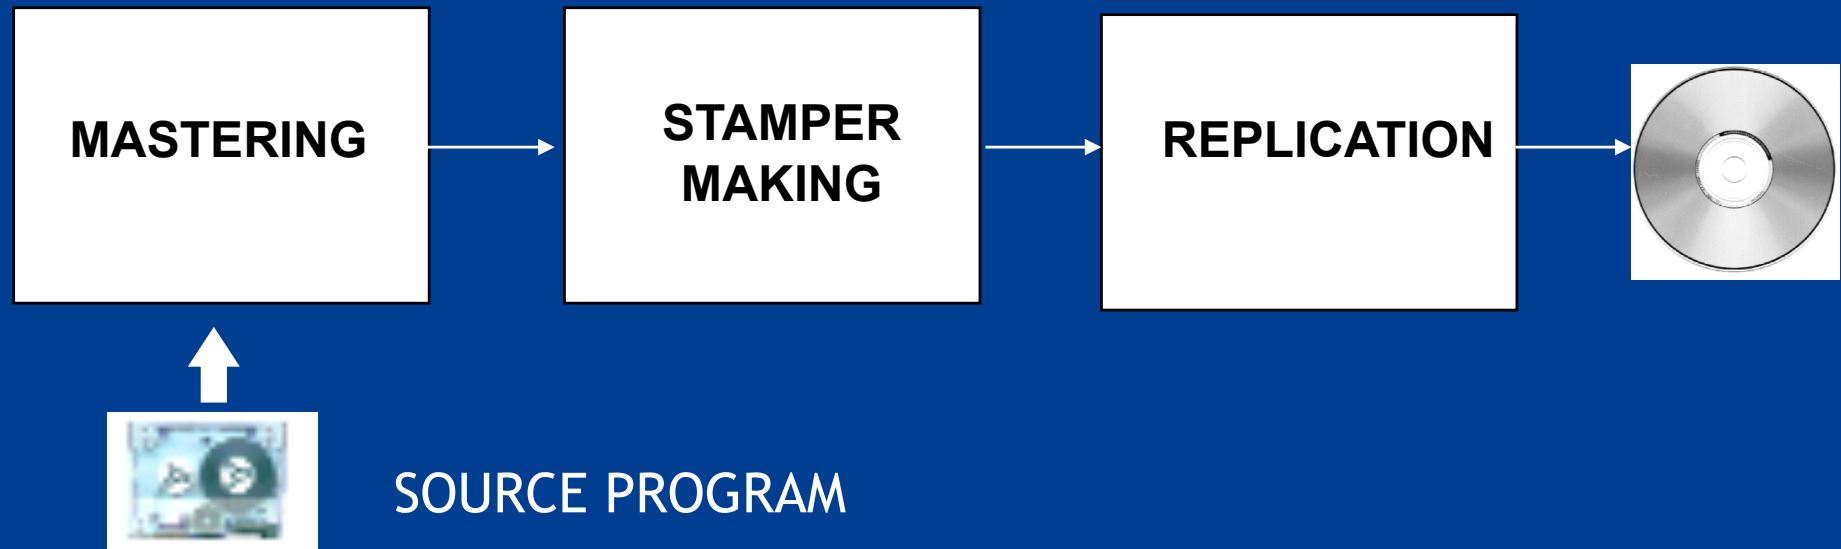 MASTERING
STAMPER
MAKING
REPLICATION
SOURCE PROGRAM